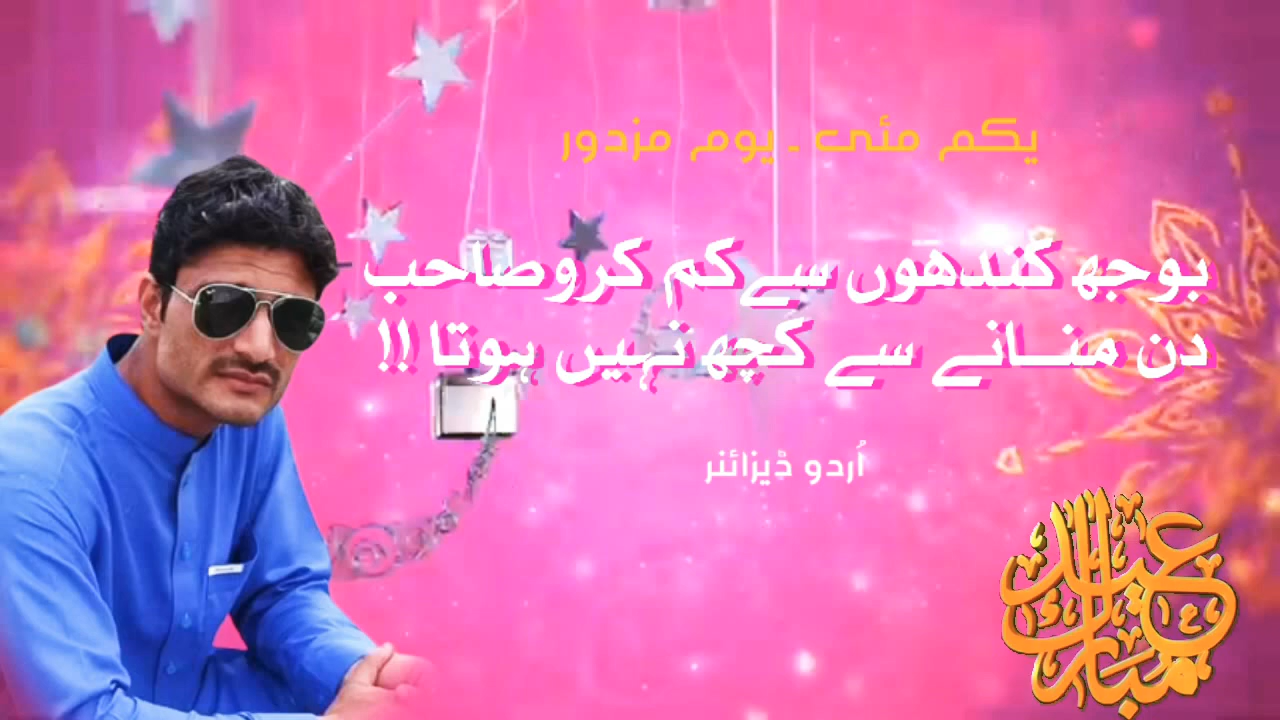 یکم مئی ۔ یوم مزدور
بوجھ کندھوں سے کم کرو صاحب
دن منانے سے کچھ نہیں ہوتا !!
اُردو ڈیزائنر
عید مبارک